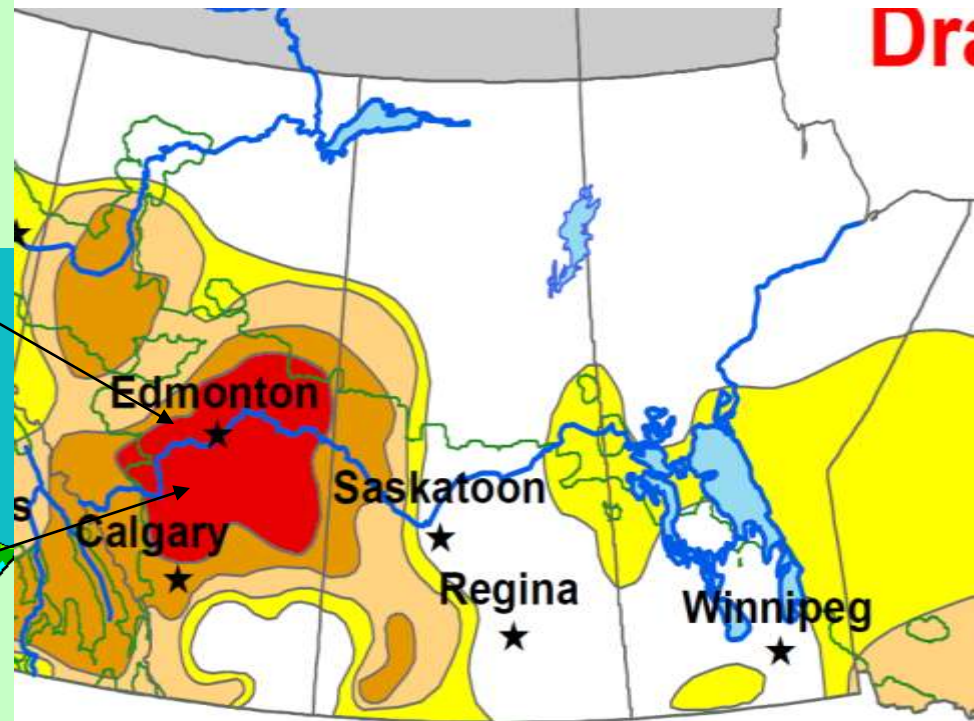 Dra
Edmonton
Saskatoon
s
Calgary
Regina
Winnipeg